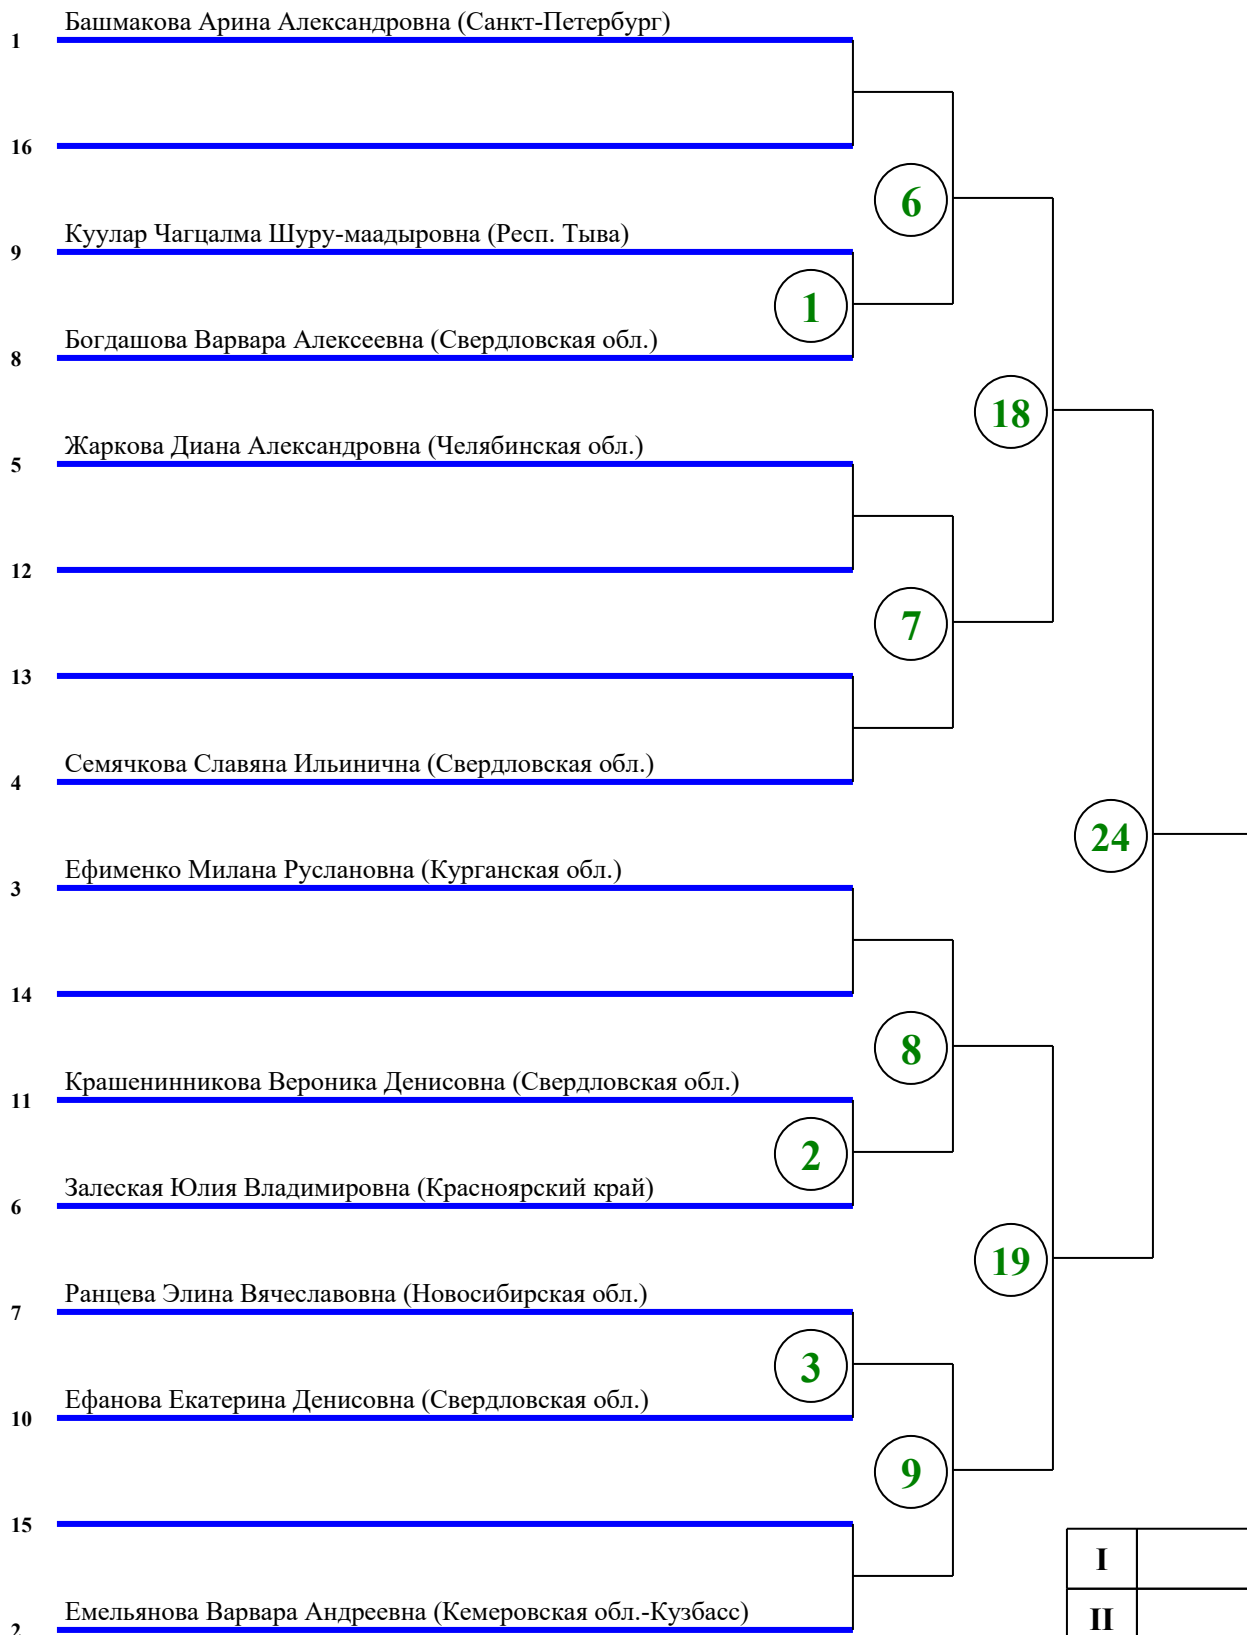 Башмакова Арина Александровна (Санкт-Петербург)
1
16
6
Куулар Чагцалма Шуру-маадыровна (Респ. Тыва)
9
1
Богдашова Варвара Алексеевна (Свердловская обл.)
8
18
Жаркова Диана Александровна (Челябинская обл.)
5
12
7
13
Семячкова Славяна Ильинична (Свердловская обл.)
4
24
Ефименко Милана Руслановна (Курганская обл.)
3
14
8
Крашенинникова Вероника Денисовна (Свердловская обл.)
11
2
Залеская Юлия Владимировна (Красноярский край)
6
19
Ранцева Элина Вячеславовна (Новосибирская обл.)
7
3
Ефанова Екатерина Денисовна (Свердловская обл.)
10
9
15
I
Емельянова Варвара Андреевна (Кемеровская обл.-Кузбасс)
2
II